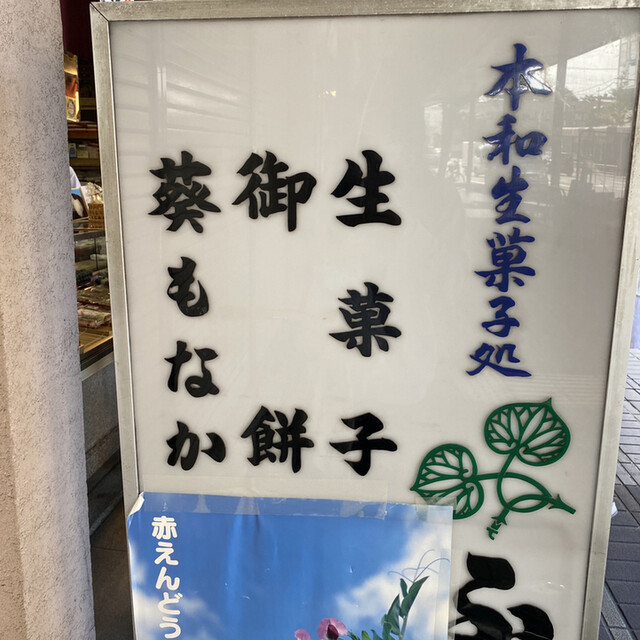 本和生菓子処
生菓子
御餅
葵もなか
赤えんどう